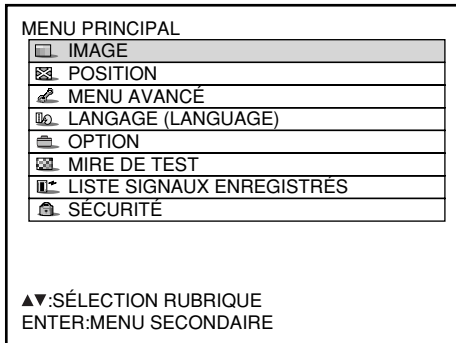 MENU PRINCIPAL
IMAGE
POSITION
MENU AVANCÉ
LANGAGE (LANGUAGE)
OPTION
MIRE DE TEST
LISTE SIGNAUX ENREGISTRÉS
SÉCURITÉ
▲▼:SÉLECTION RUBRIQUE
ENTER:MENU SECONDAIRE